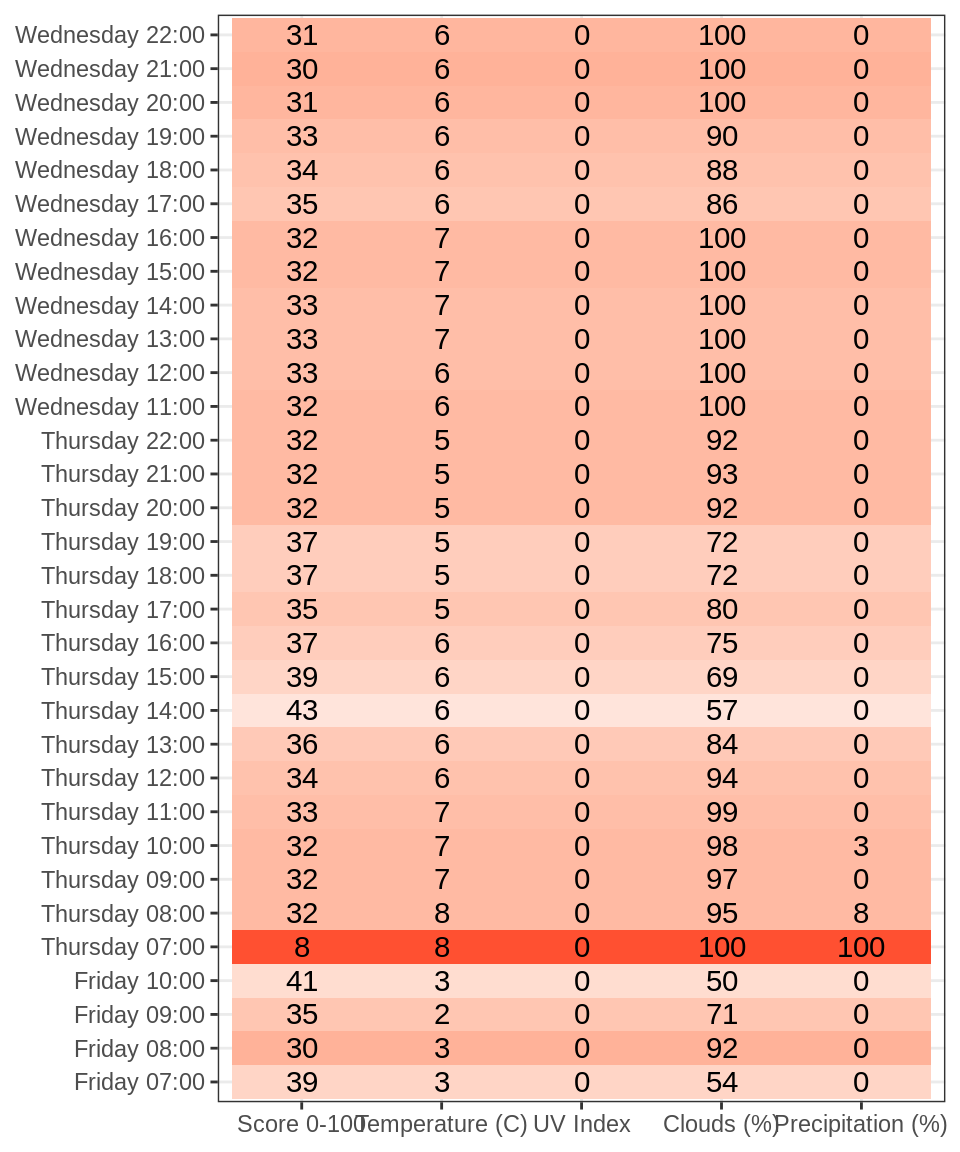 Wednesday 22:00 31 6 0 100 0
Wednesday 21:00 30 6 0 100 0
Wednesday 20:00 31 6 0 100 0
Wednesday 19:00 33 6 0 90 0
Wednesday 18:00 34 6 0 88 0
Wednesday 17:00 35 6 0 86 0
Wednesday 16:00 32 7 0 100 0
Wednesday 15:00 32 7 0 100 0
Wednesday 14:00 33 7 0 100 0
Wednesday 13:00 33 7 0 100 0
Wednesday 12:00 33 6 0 100 0
Wednesday 11:00 32 6 0 100 0
Thursday 22:00 32 5 0 92 0
Thursday 21:00 32 5 0 93 0
Thursday 20:00 32 5 0 92 0
Thursday 19:00 37 5 0 72 0
Thursday 18:00 37 5 0 72 0
Thursday 17:00 35 5 0 80 0
Thursday 16:00 37 6 0 75 0
Thursday 15:00 39 6 0 69 0
Thursday 14:00 43 6 0 57 0
Thursday 13:00 36 6 0 84 0
Thursday 12:00 34 6 0 94 0
Thursday 11:00 33 7 0 99 0
Thursday 10:00 32 7 0 98 3
Thursday 09:00 32 7 0 97 0
Thursday 08:00 32 8 0 95 8
Thursday 07:00 8 8 0 100 100
Friday 10:00 41 3 0 50 0
Friday 09:00 35 2 0 71 0
Friday 08:00 30 3 0 92 0
Friday 07:00 39 3 0 54 0
Score 0-100 Temperature (C) UV Index Clouds (%) Precipitation (%)